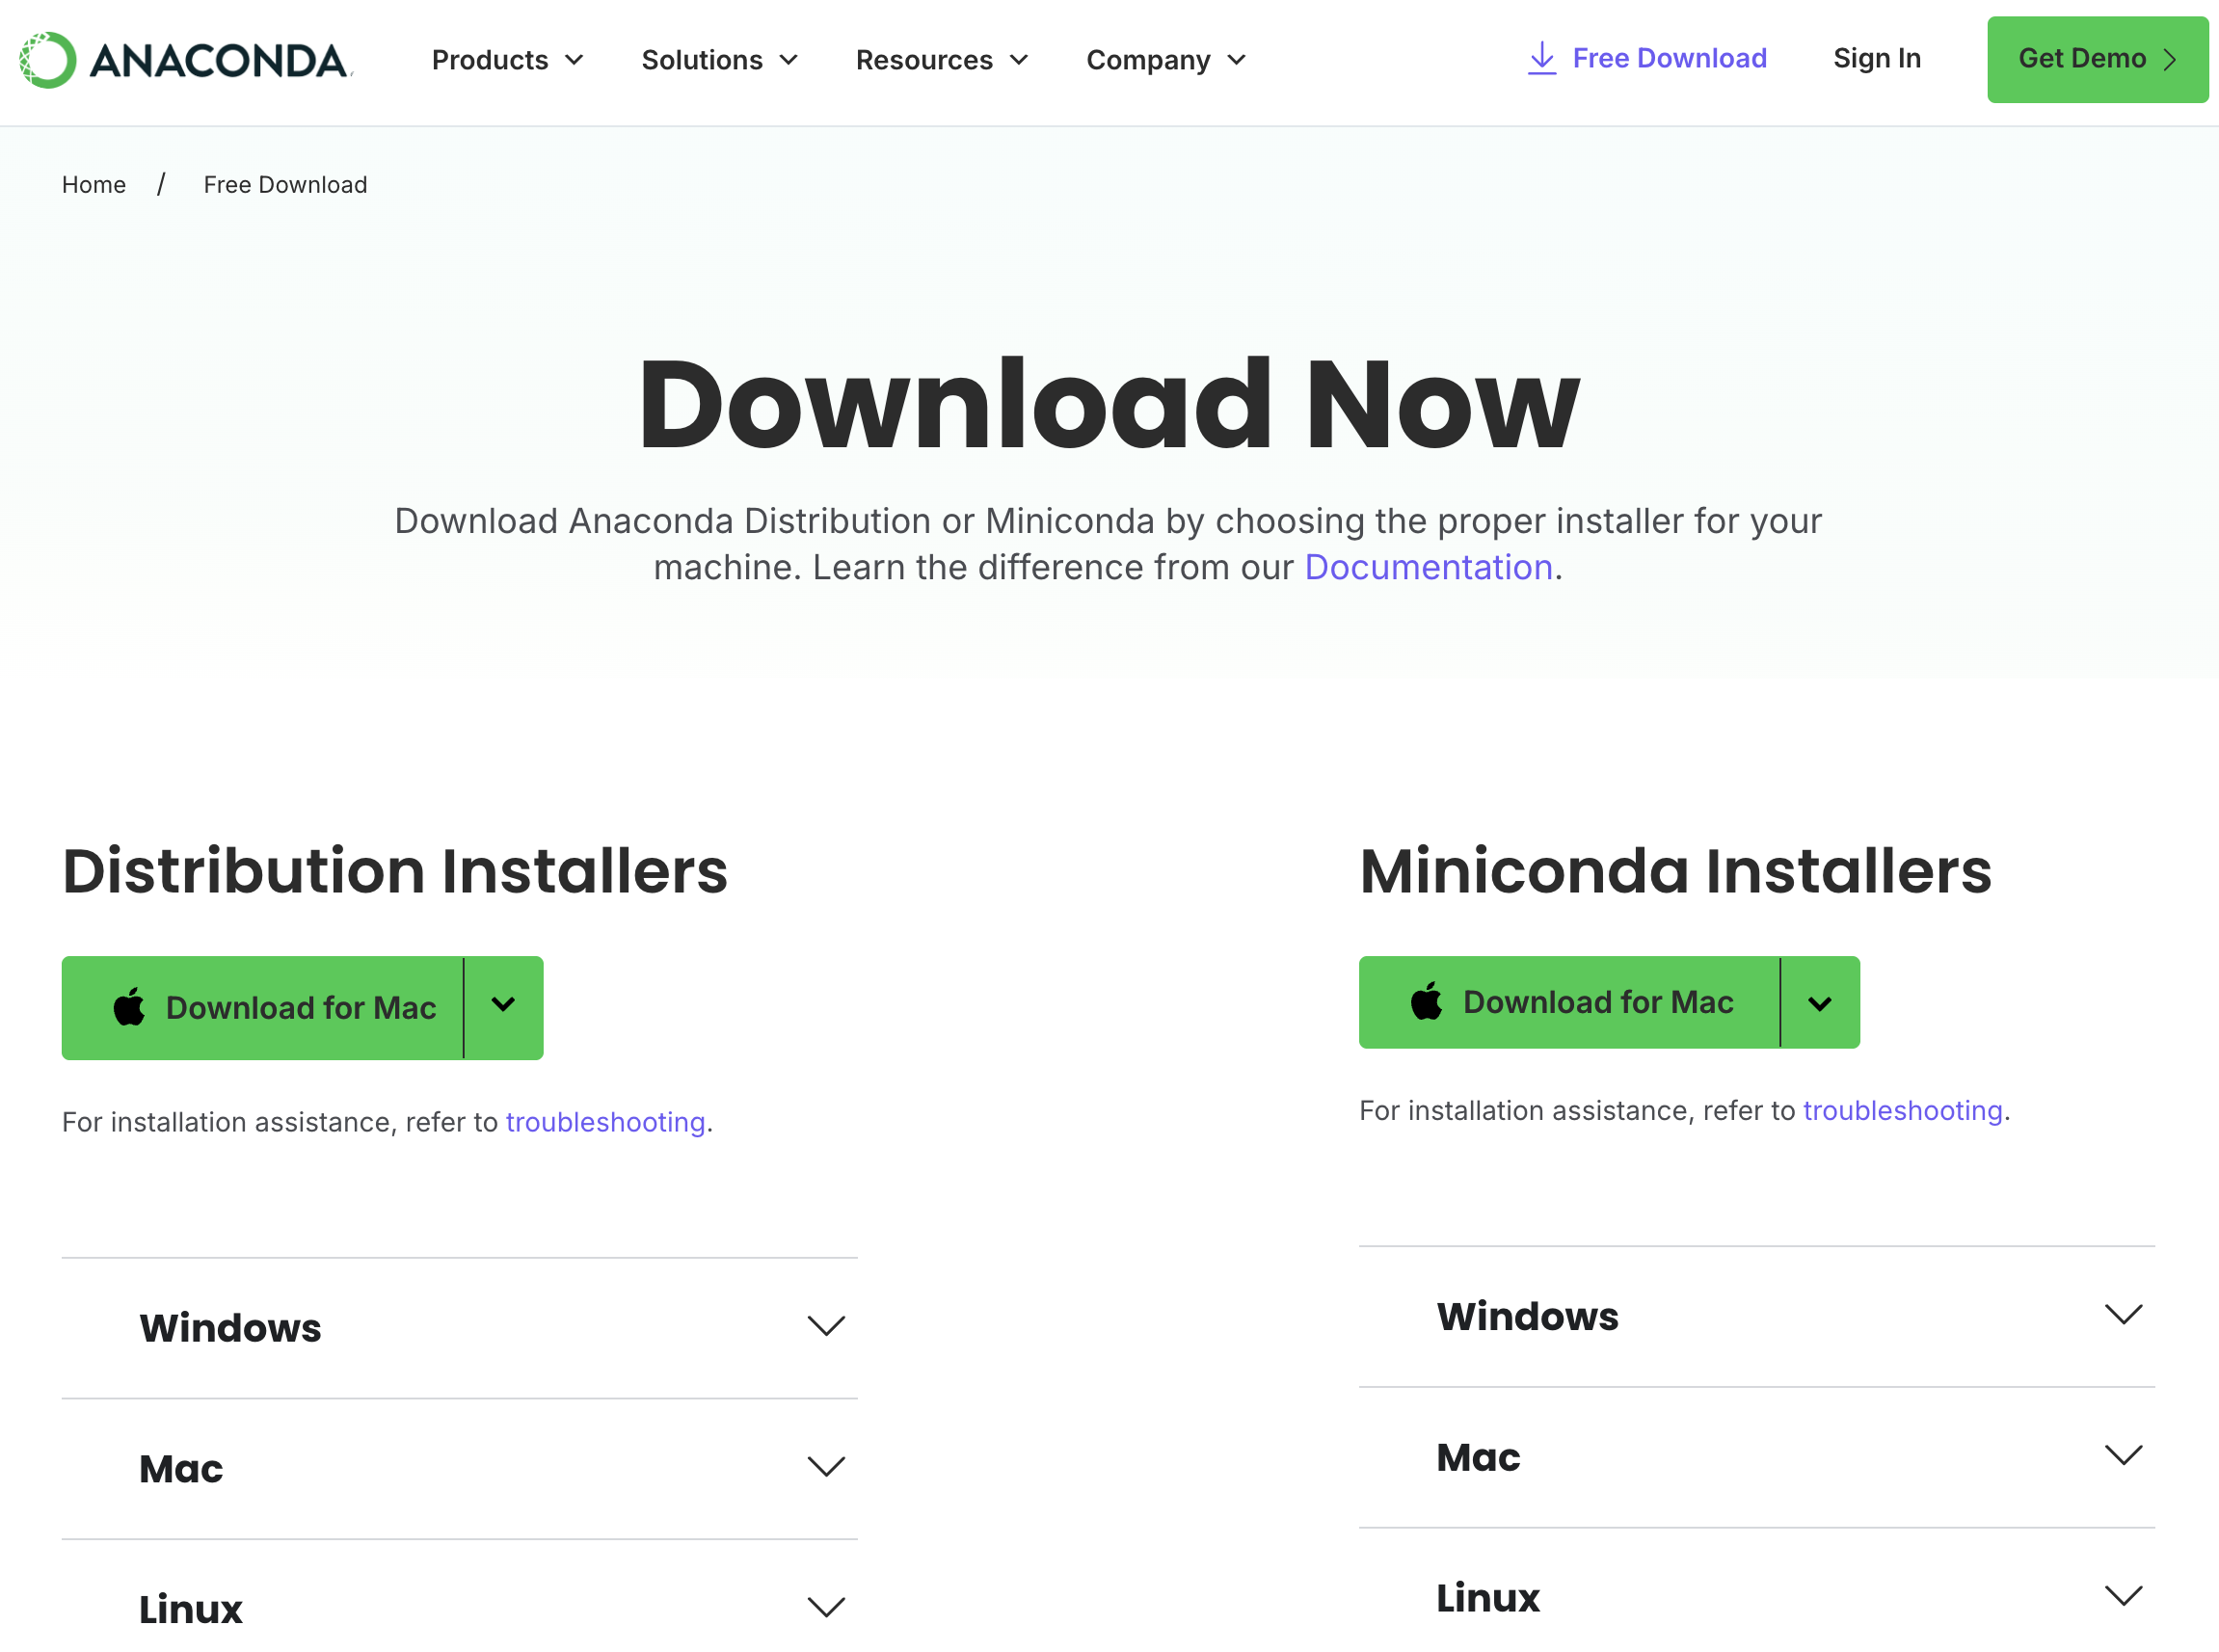 ANACONDA
Products
Solutions
Resources
Company
Free Download
Sign In
Get Demo
Home / Free Download
Download Now
Download Anaconda Distribution or Miniconda by choosing the proper installer for your
machine. Learn the difference from our Documentation.
Distribution Installers
Download for Mac
For installation assistance, refer to troubleshooting.
Windows
Mac
Linux
Miniconda Installers
Download for Mac
For installation assistance, refer to troubleshooting.
Windows
Mac
Linux